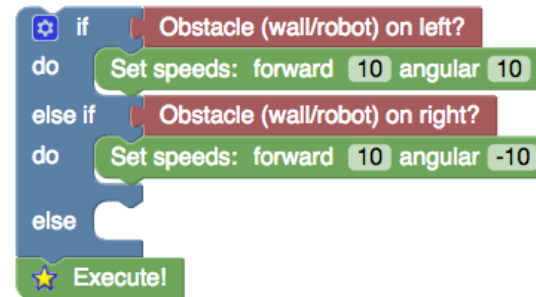 if Obstacle (wall/robot) on left?
do Set speeds: forward 10 angular 10
else if Obstacle (wall/robot) on right?
do Set speeds: forward 10 angular -10
else
Execute!